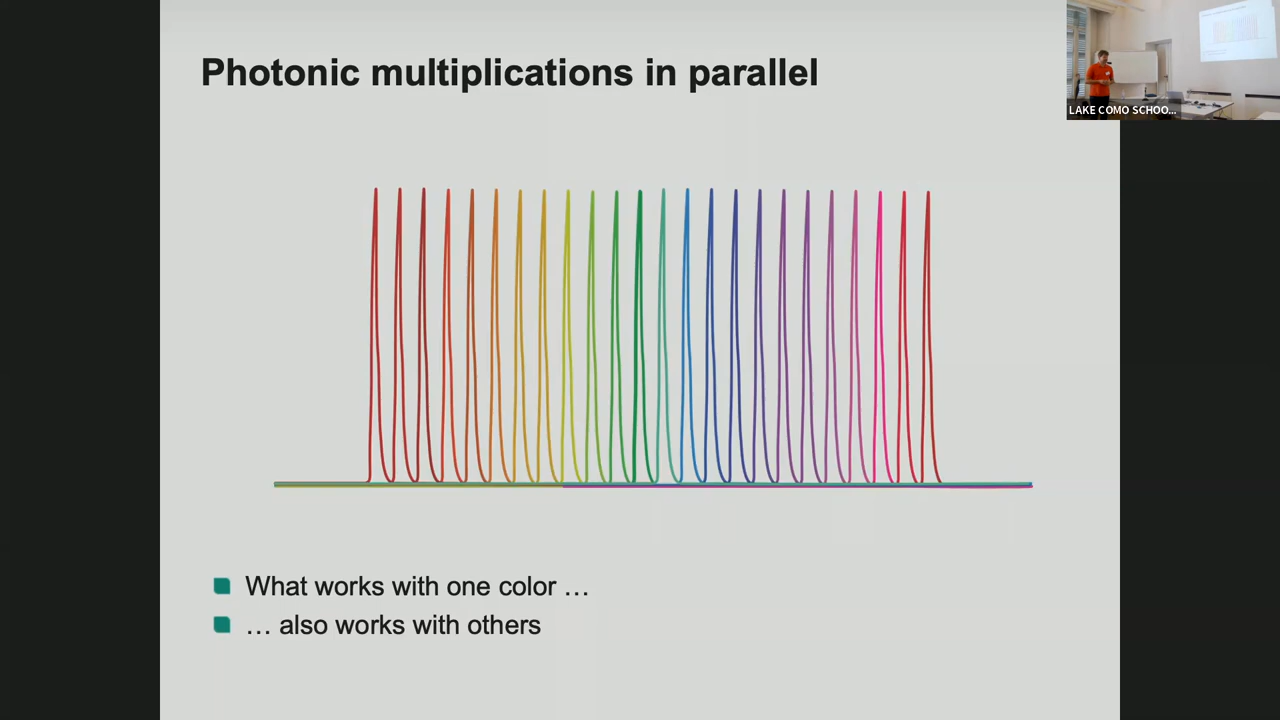 Photonic multiplications in parallel
LAKE COMO SCHOO...
What works with one color …
… also works with others